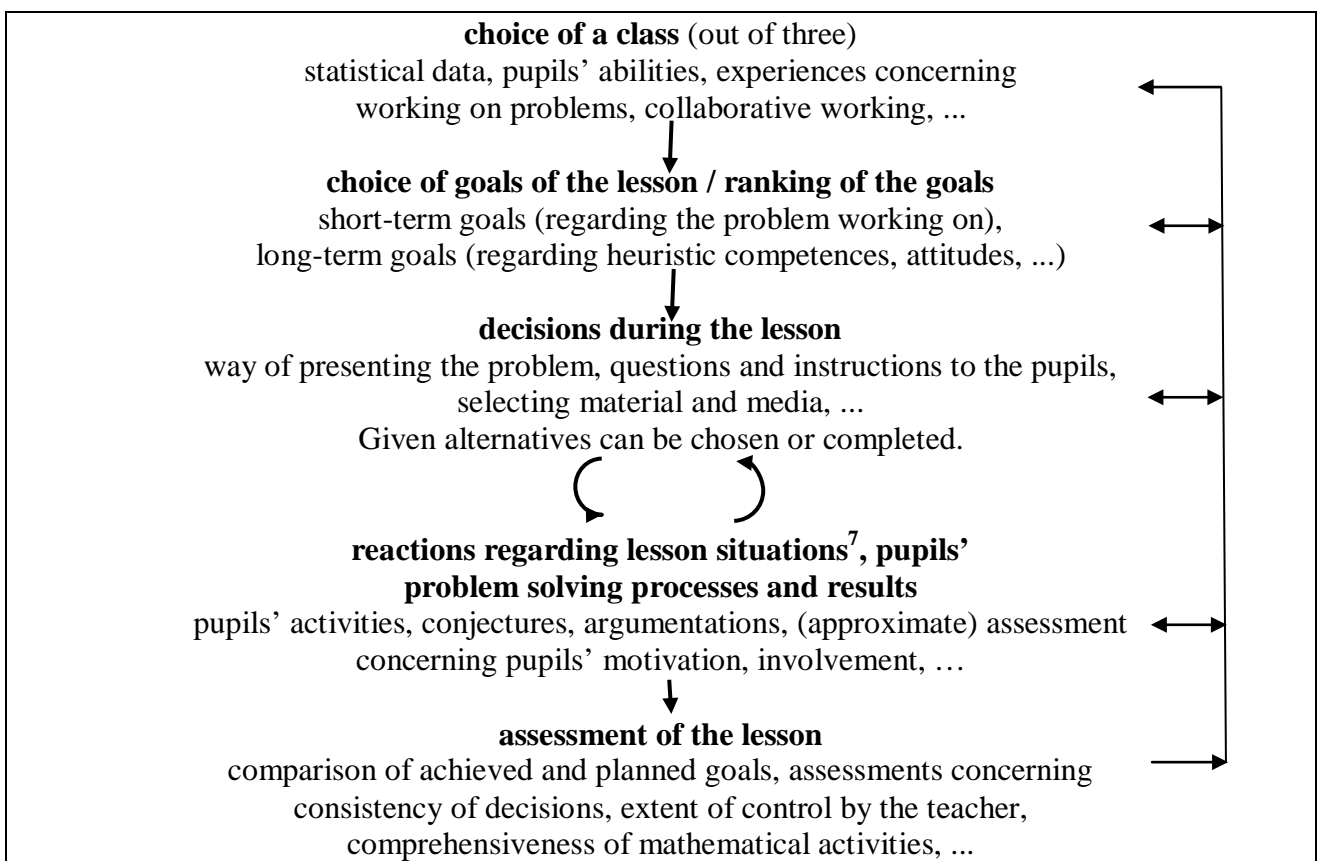 choice of a class (out of three)
statistical data, pupils’ abilities, experiences concerning
working on problems, collaborative working, ...
choice of goals of the lesson / ranking of the goals
short-term goals (regarding the problem working on),
long-term goals (regarding heuristic competences, attitudes, ...)
decisions during the lesson
way of presenting the problem, questions and instructions to the pupils,
selecting material and media, ...
Given alternatives can be chosen or completed.
reactions regarding lesson situations⁷, pupils’
problem solving processes and results
pupils’ activities, conjectures, argumentations, (approximate) assessment
concerning pupils’ motivation, involvement, …
assessment of the lesson
comparison of achieved and planned goals, assessments concerning
consistency of decisions, extent of control by the teacher,
comprehensiveness of mathematical activities, ...